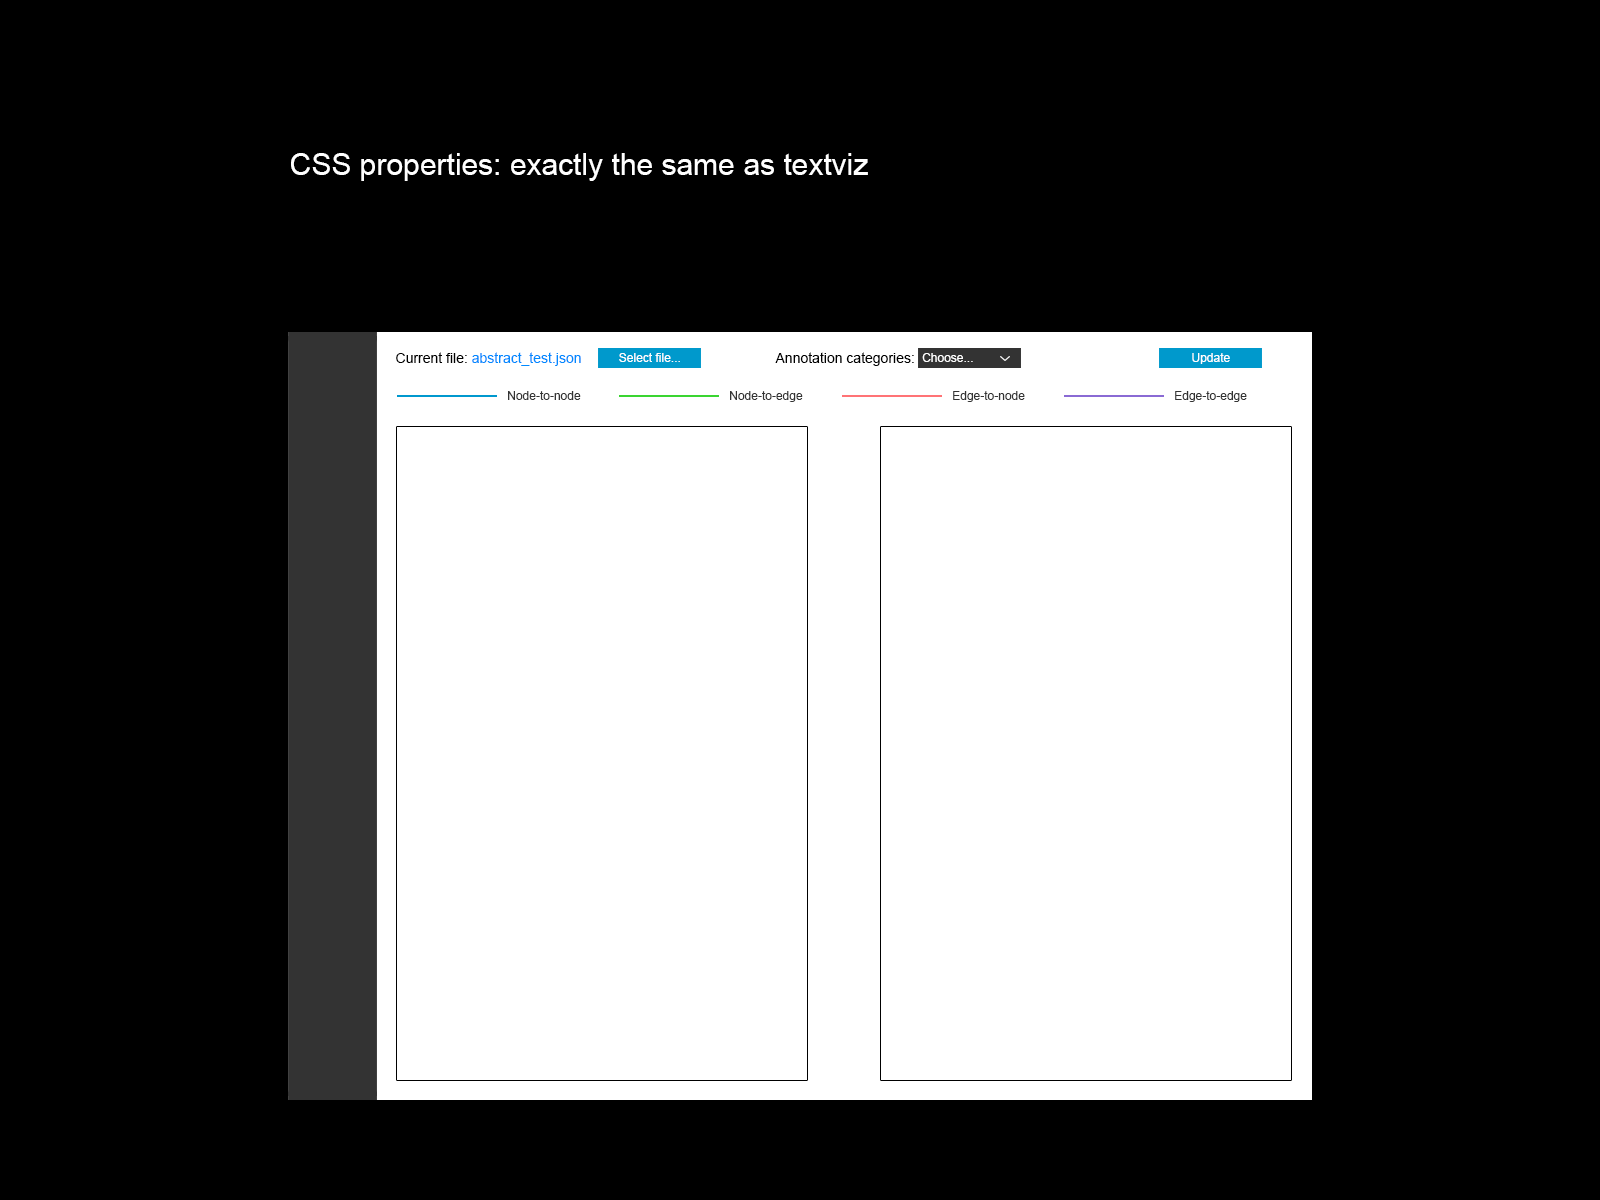 CSS properties: exactly the same as textviz
Current file: abstract_test.json Select file... Annotation categories: Choose... Update
Node-to-node Node-to-edge Edge-to-node Edge-to-edge